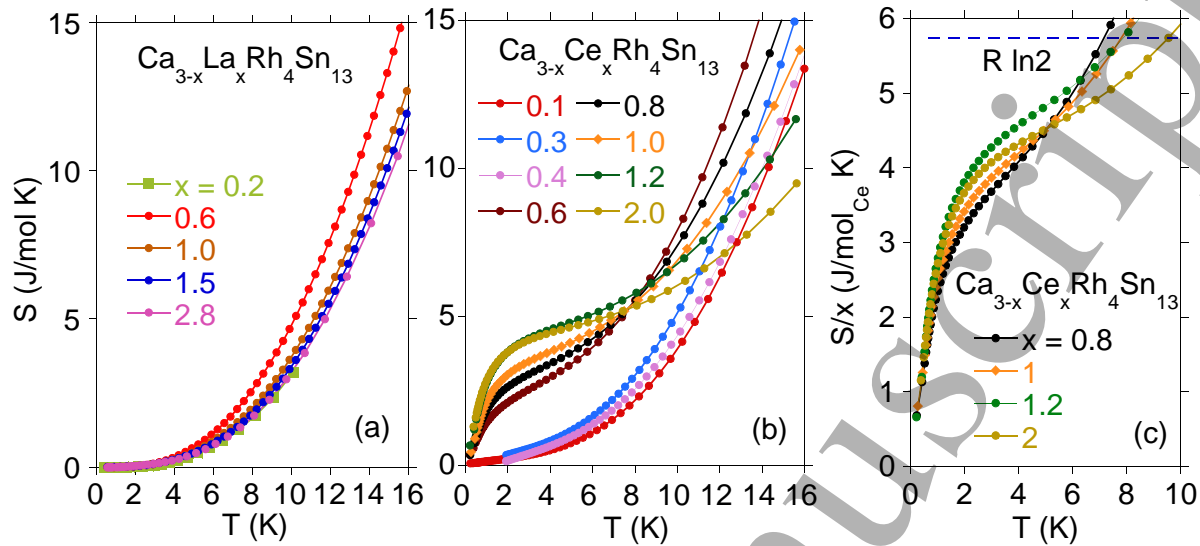 15
10
5
0
S (J/mol K)
Ca3-xLaxRh4Sn13
x = 0.2
0.6
1.0
1.5
2.8
(a)
0 2 4 6 8 10 12 14 16
T (K)
15
10
5
0
Ca3-xCexRh4Sn13
0.1 0.8
0.3 1.0
0.4 1.2
0.6 2.0
(b)
0 2 4 6 8 10 12 14 16
T (K)
6
5
4
3
2
1
0
S/x (J/molCe K)
R ln2
Ca3-xCexRh4Sn13
x = 0.8
1
1.2
2
(c)
0 2 4 6 8 10
T (K)
uscrip